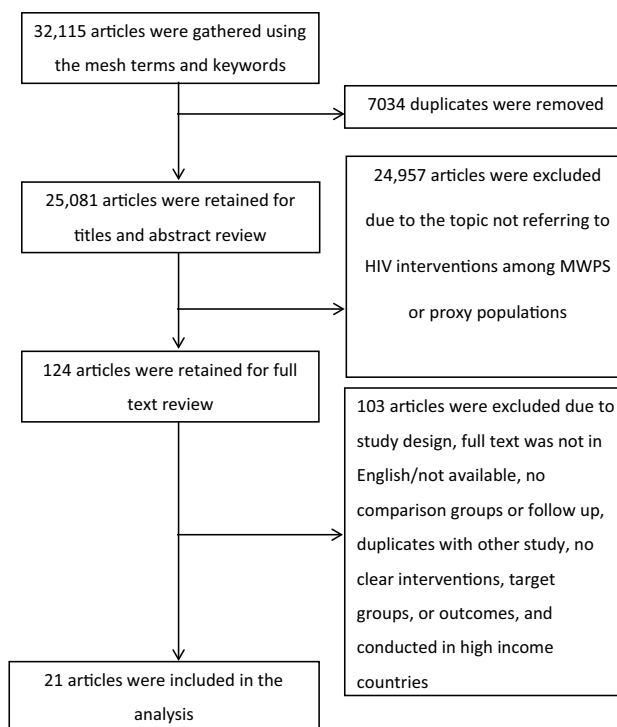 32,115 articles were gathered using
the mesh terms and keywords
7034 duplicates were removed
25,081 articles were retained for
titles and abstract review
24,957 articles were excluded
due to the topic not referring to
HIV interventions among MWPS
or proxy populations
124 articles were retained for full
text review
103 articles were excluded due to
study design, full text was not in
English/not available, no
comparison groups or follow up,
duplicates with other study, no
clear interventions, target
groups, or outcomes, and
conducted in high income
countries
21 articles were included in the
analysis